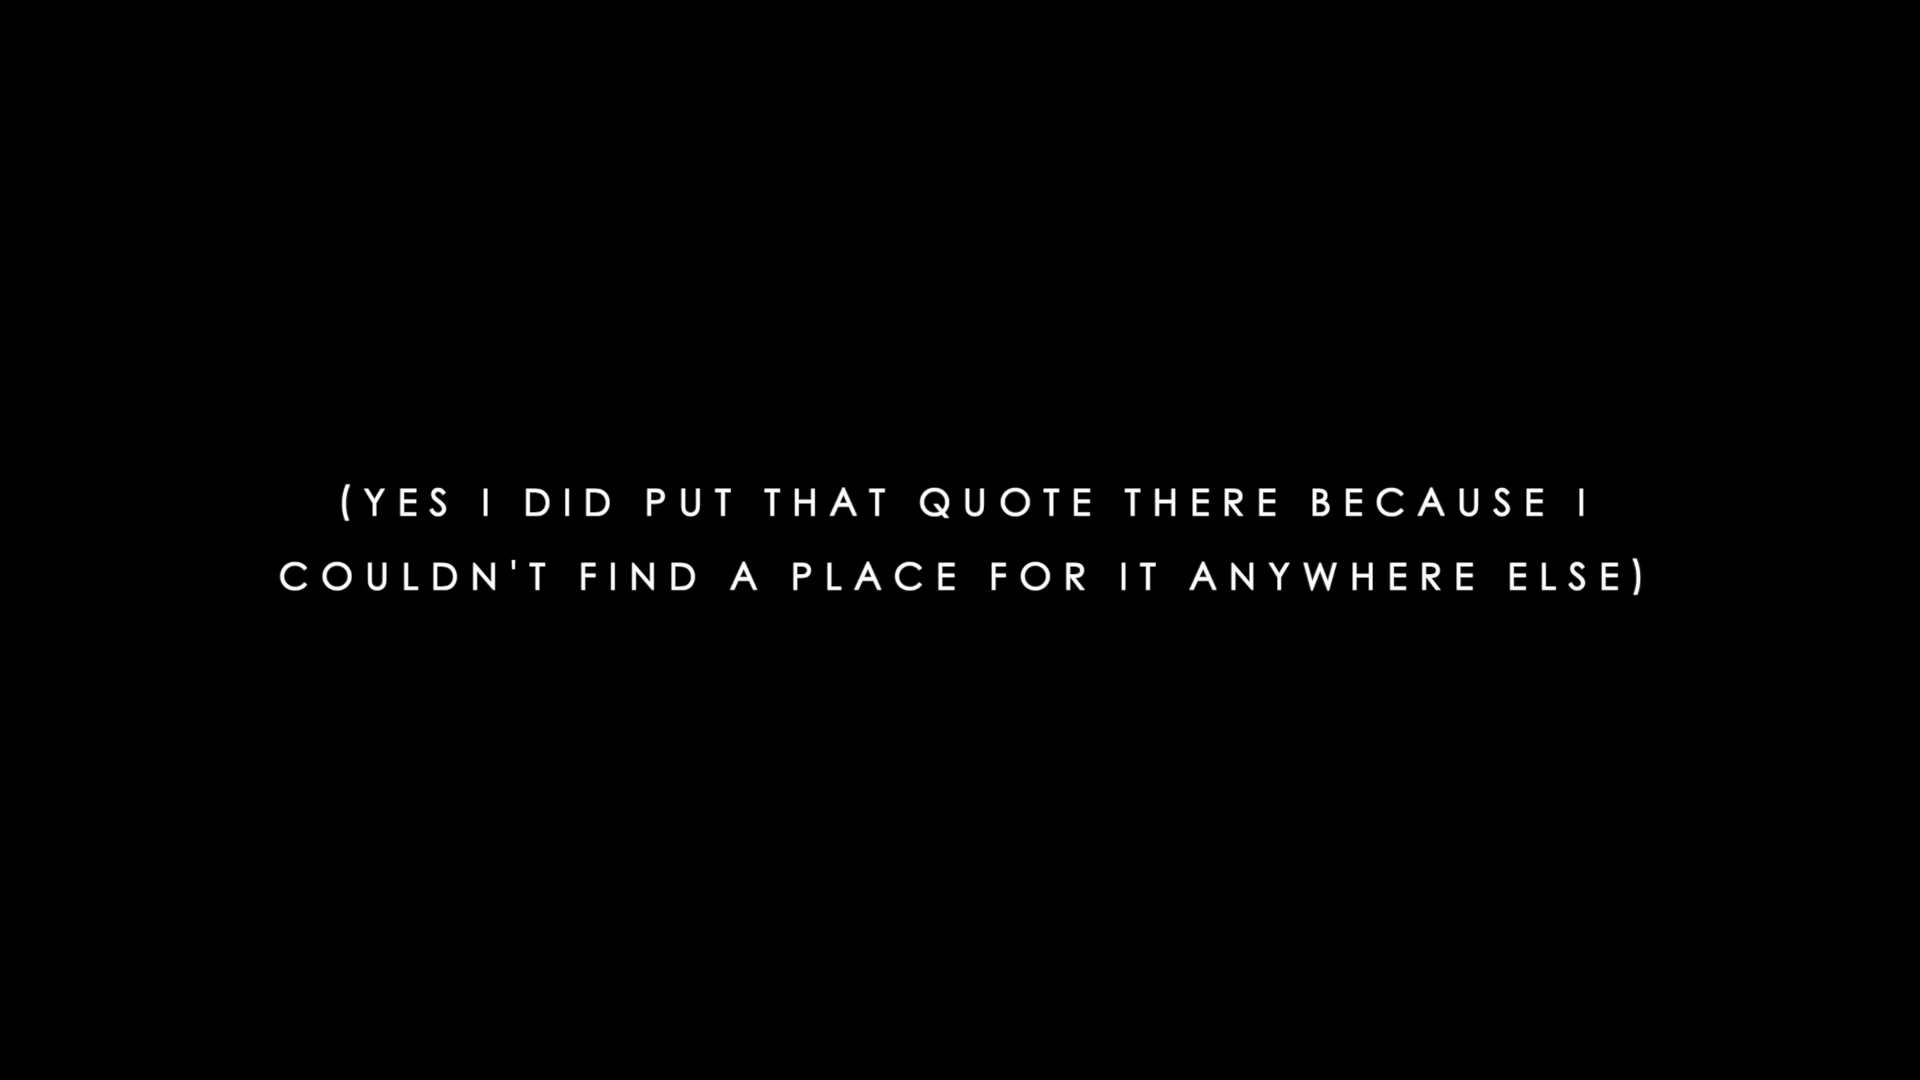 (YES I DID PUT THAT QUOTE THERE BECAUSE I
COULDN'T FIND A PLACE FOR IT ANYWHERE ELSE)